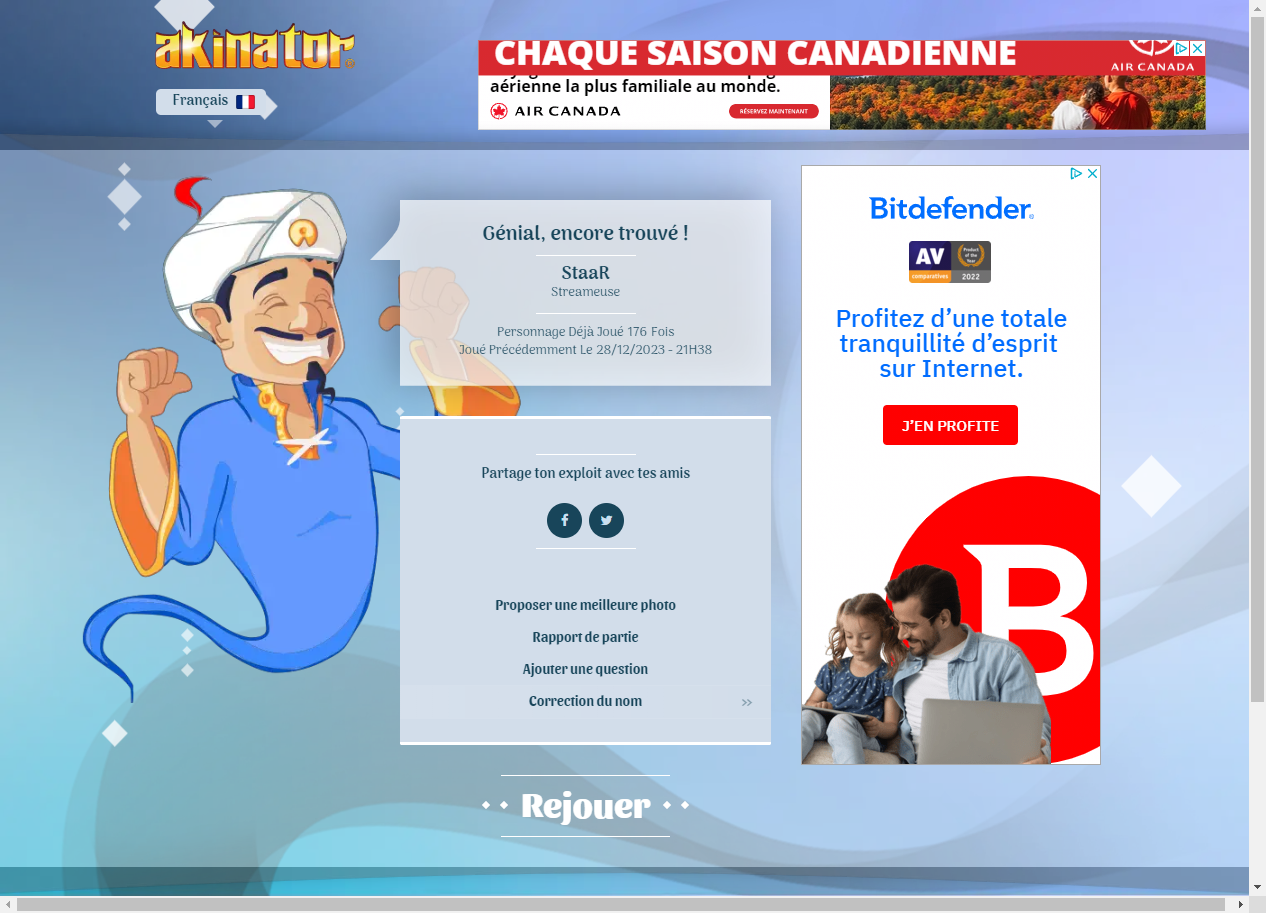 akinator
Français
CHAQUE SAISON CANADIENNE
aérienne la plus familiale au monde.
AIR CANADA
RÉSERVEZ MAINTENANT
AIR CANADA
Génial, encore trouvé !
StaaR
Streameuse
Personnage Déjà Joué 176 Fois
Joué Précédemment Le 28/12/2023 - 21H38
Partage ton exploit avec tes amis
Proposer une meilleure photo
Rapport de partie
Ajouter une question
Correction du nom
>>
Rejouer
Bitdefender
AV
comparatives
Product
of the
Year
2022
Profitez d’une totale
tranquillité d’esprit
sur Internet.
J’EN PROFITE
B